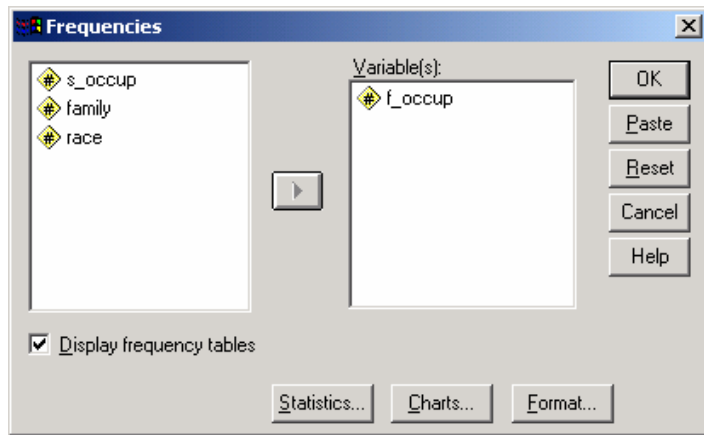 Frequencies
s_occup
family
race
Variable(s):
f_occup
OK
Paste
Reset
Cancel
Help
Display frequency tables
Statistics... Charts... Format...